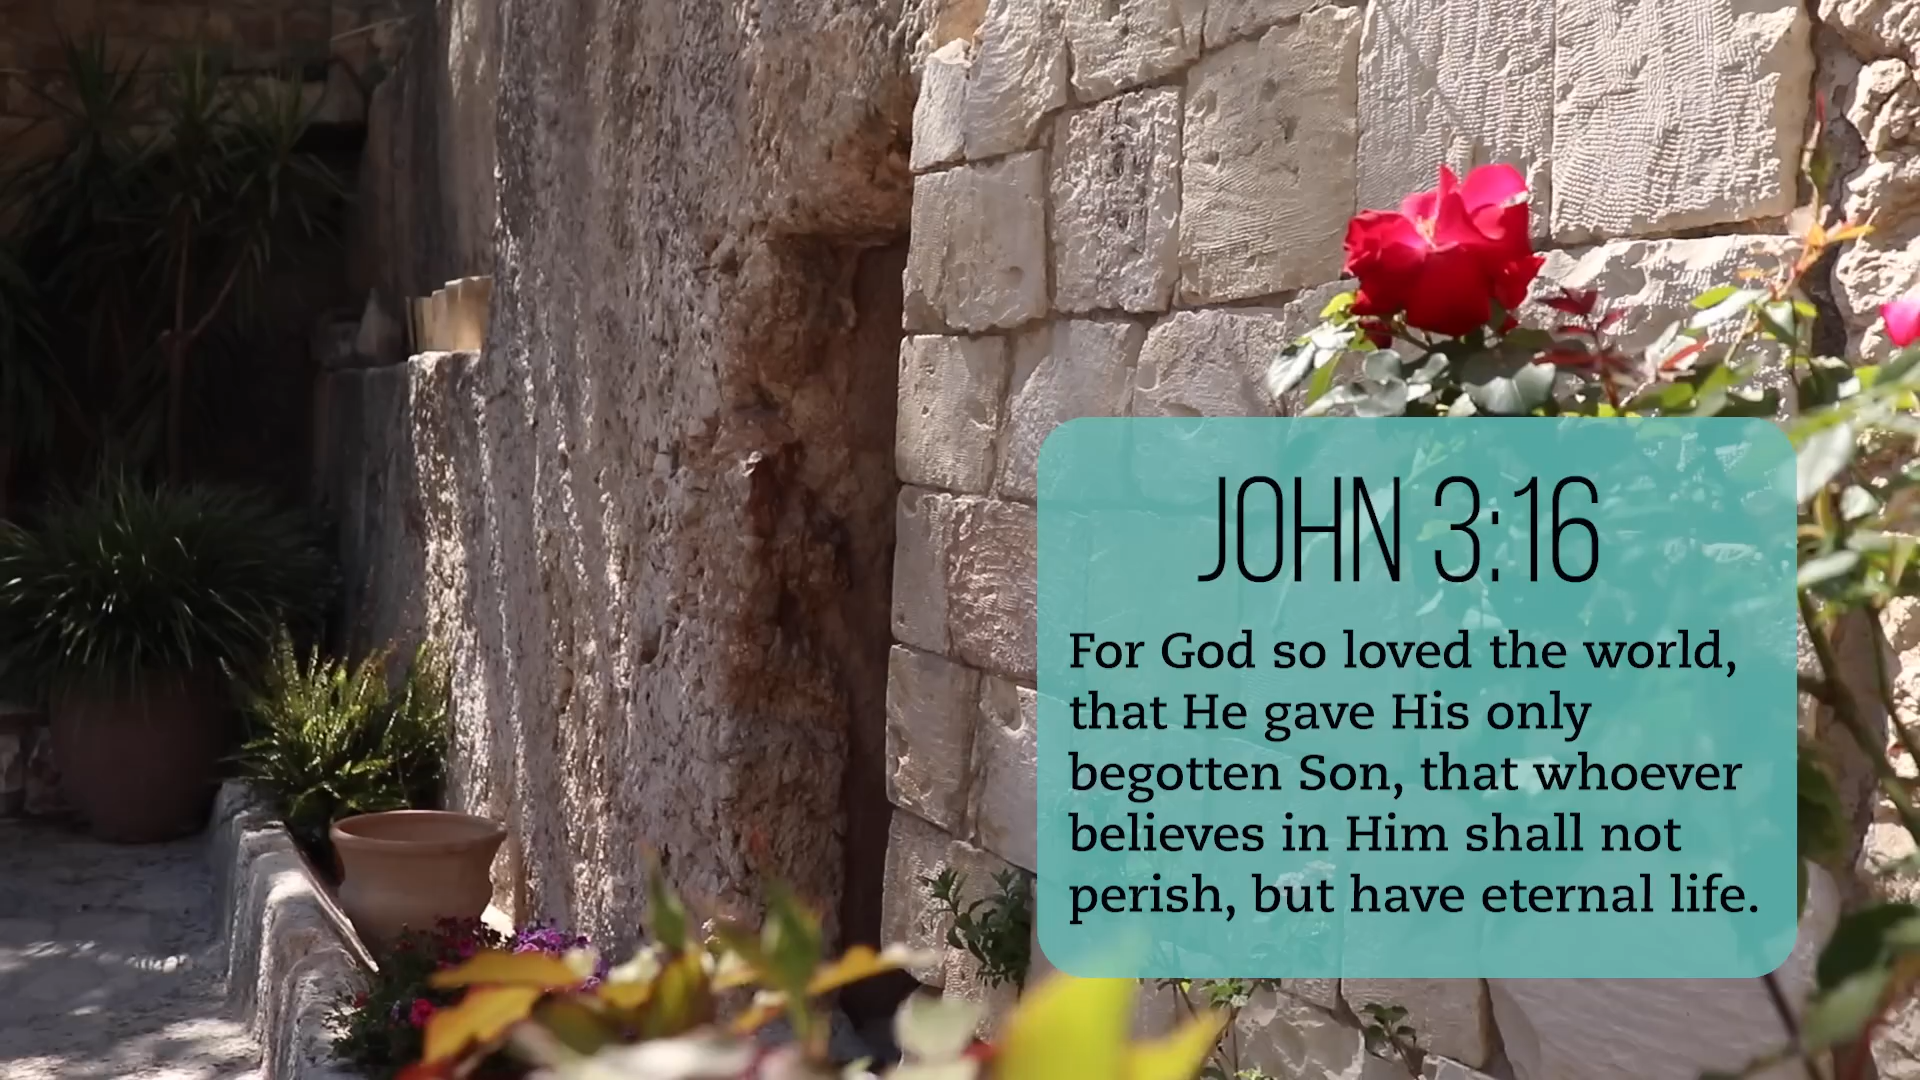 JOHN 3:16
For God so loved the world,
that He gave His only
begotten Son, that whoever
believes in Him shall not
perish, but have eternal life.